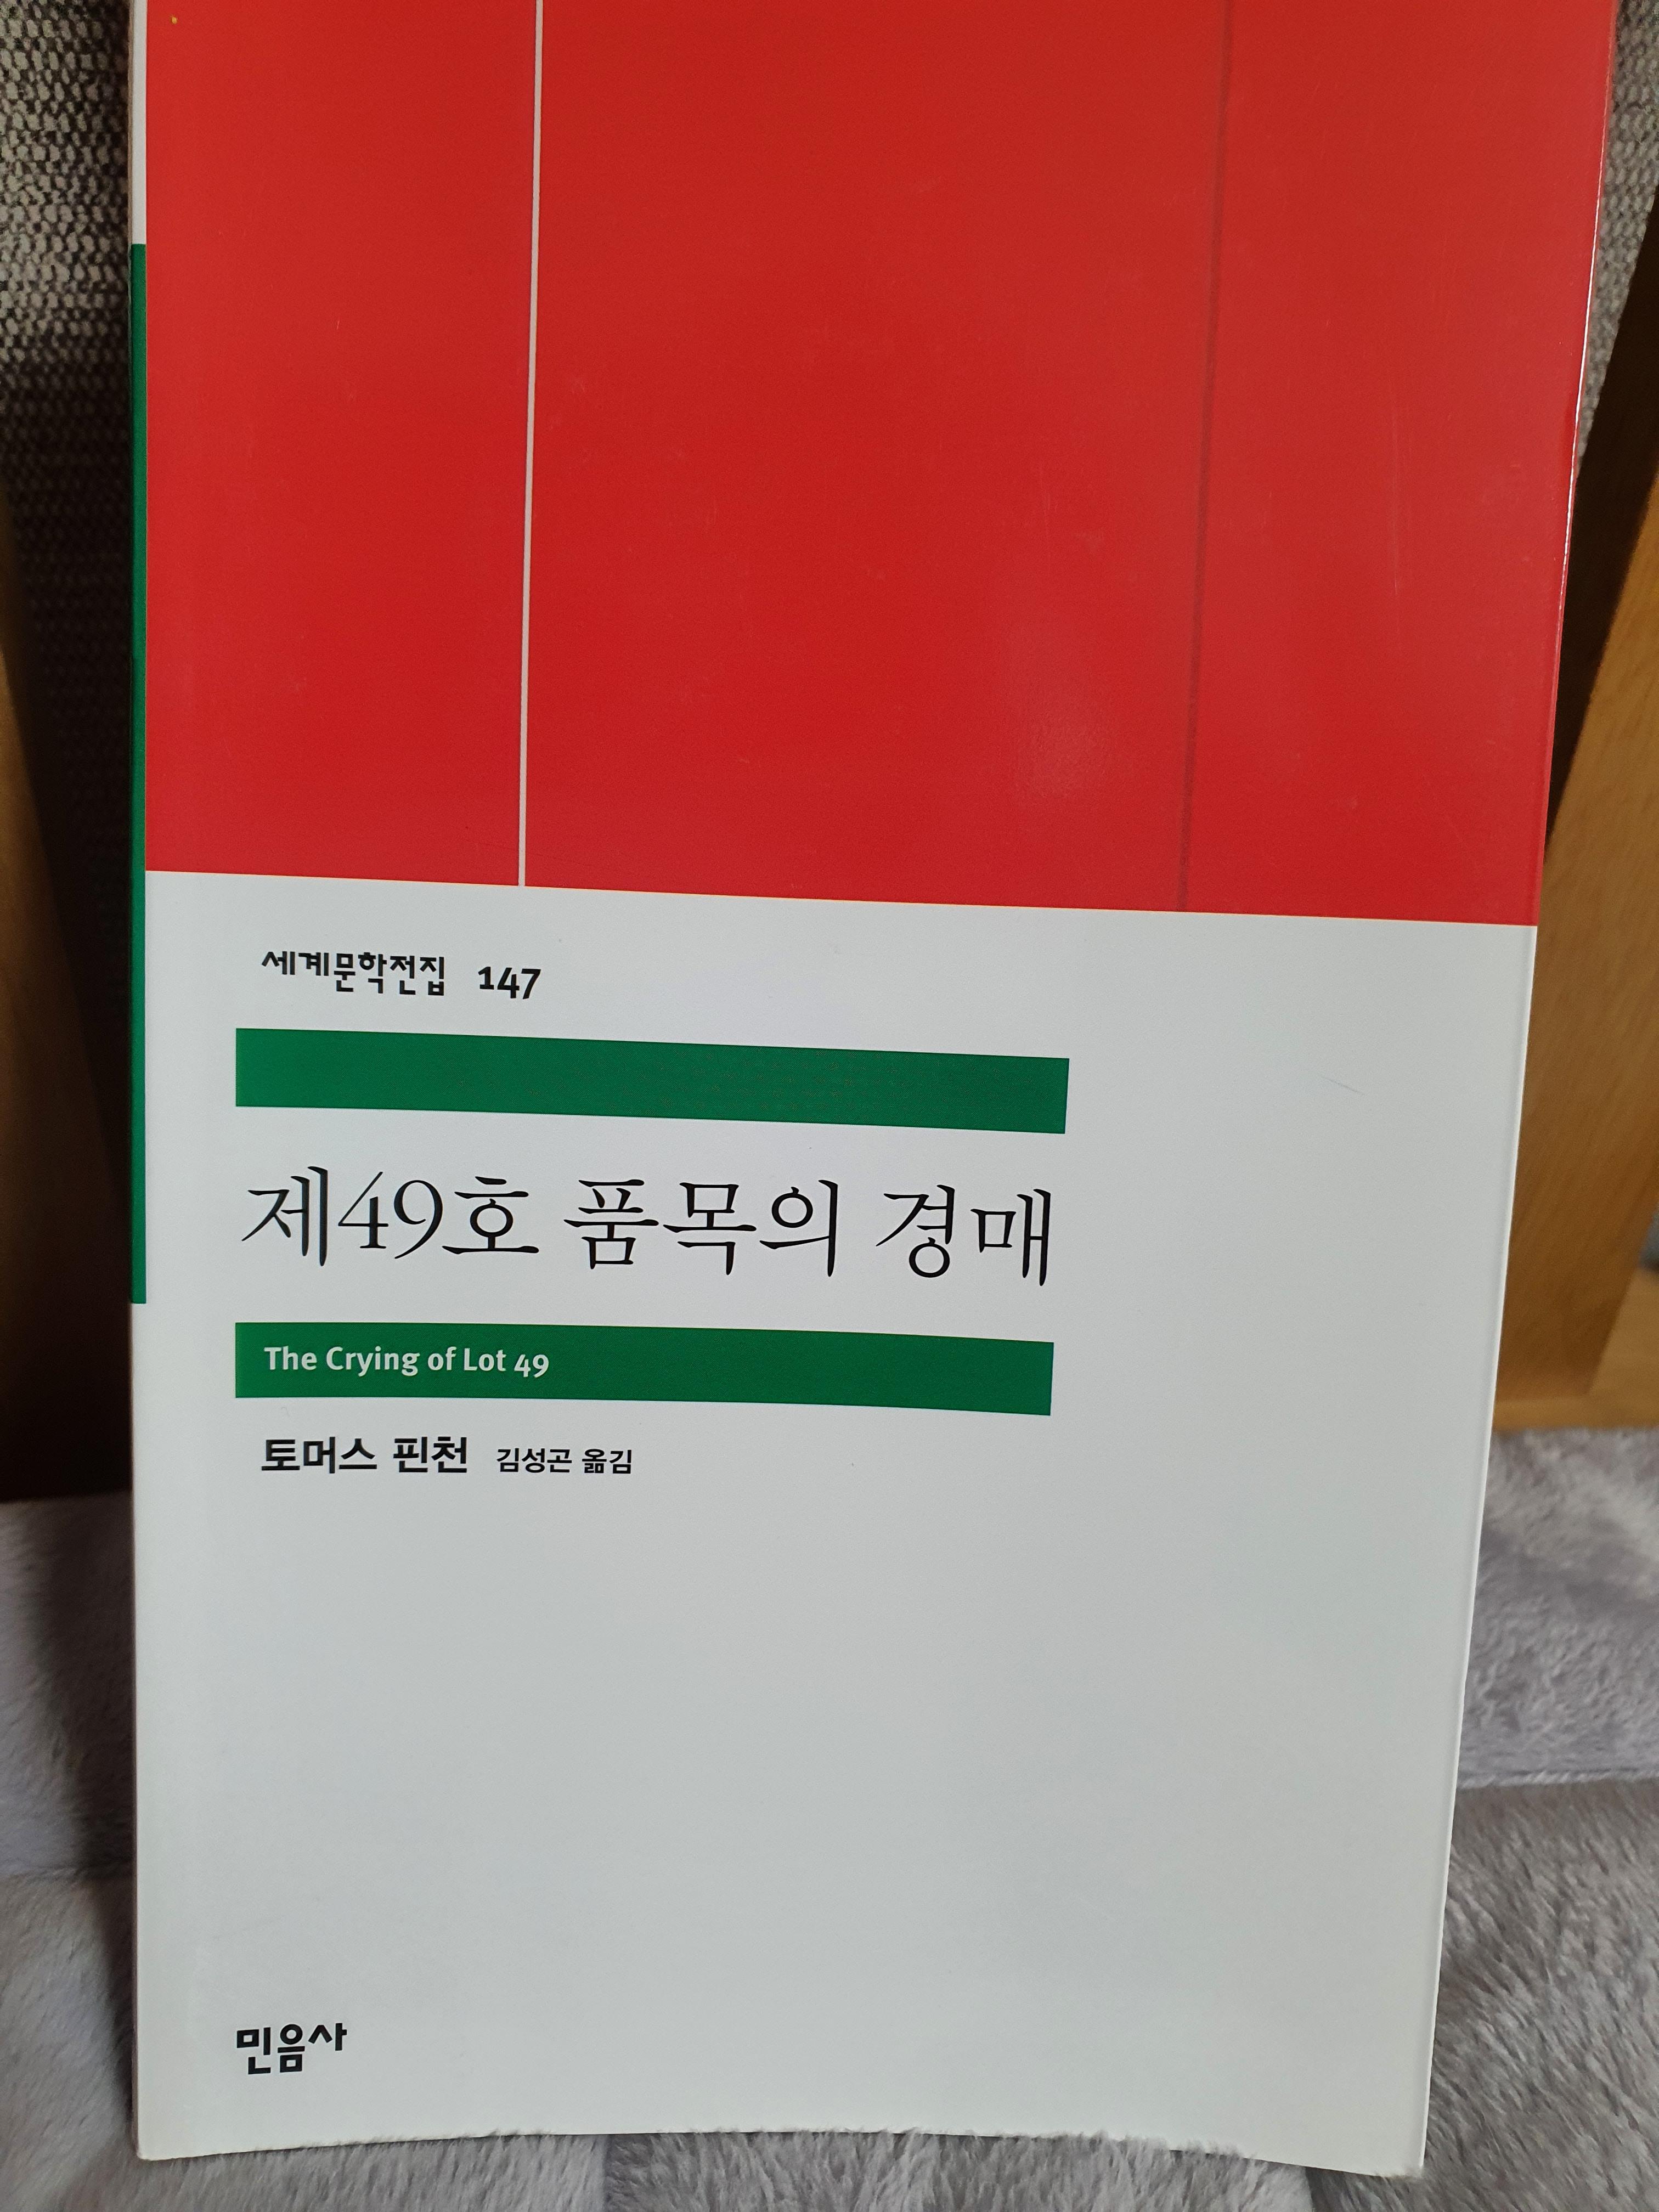 세계문학전집 147
제49호 품목의 경매
The Crying of Lot 49
토머스 핀천 김성곤 옮김
민음사